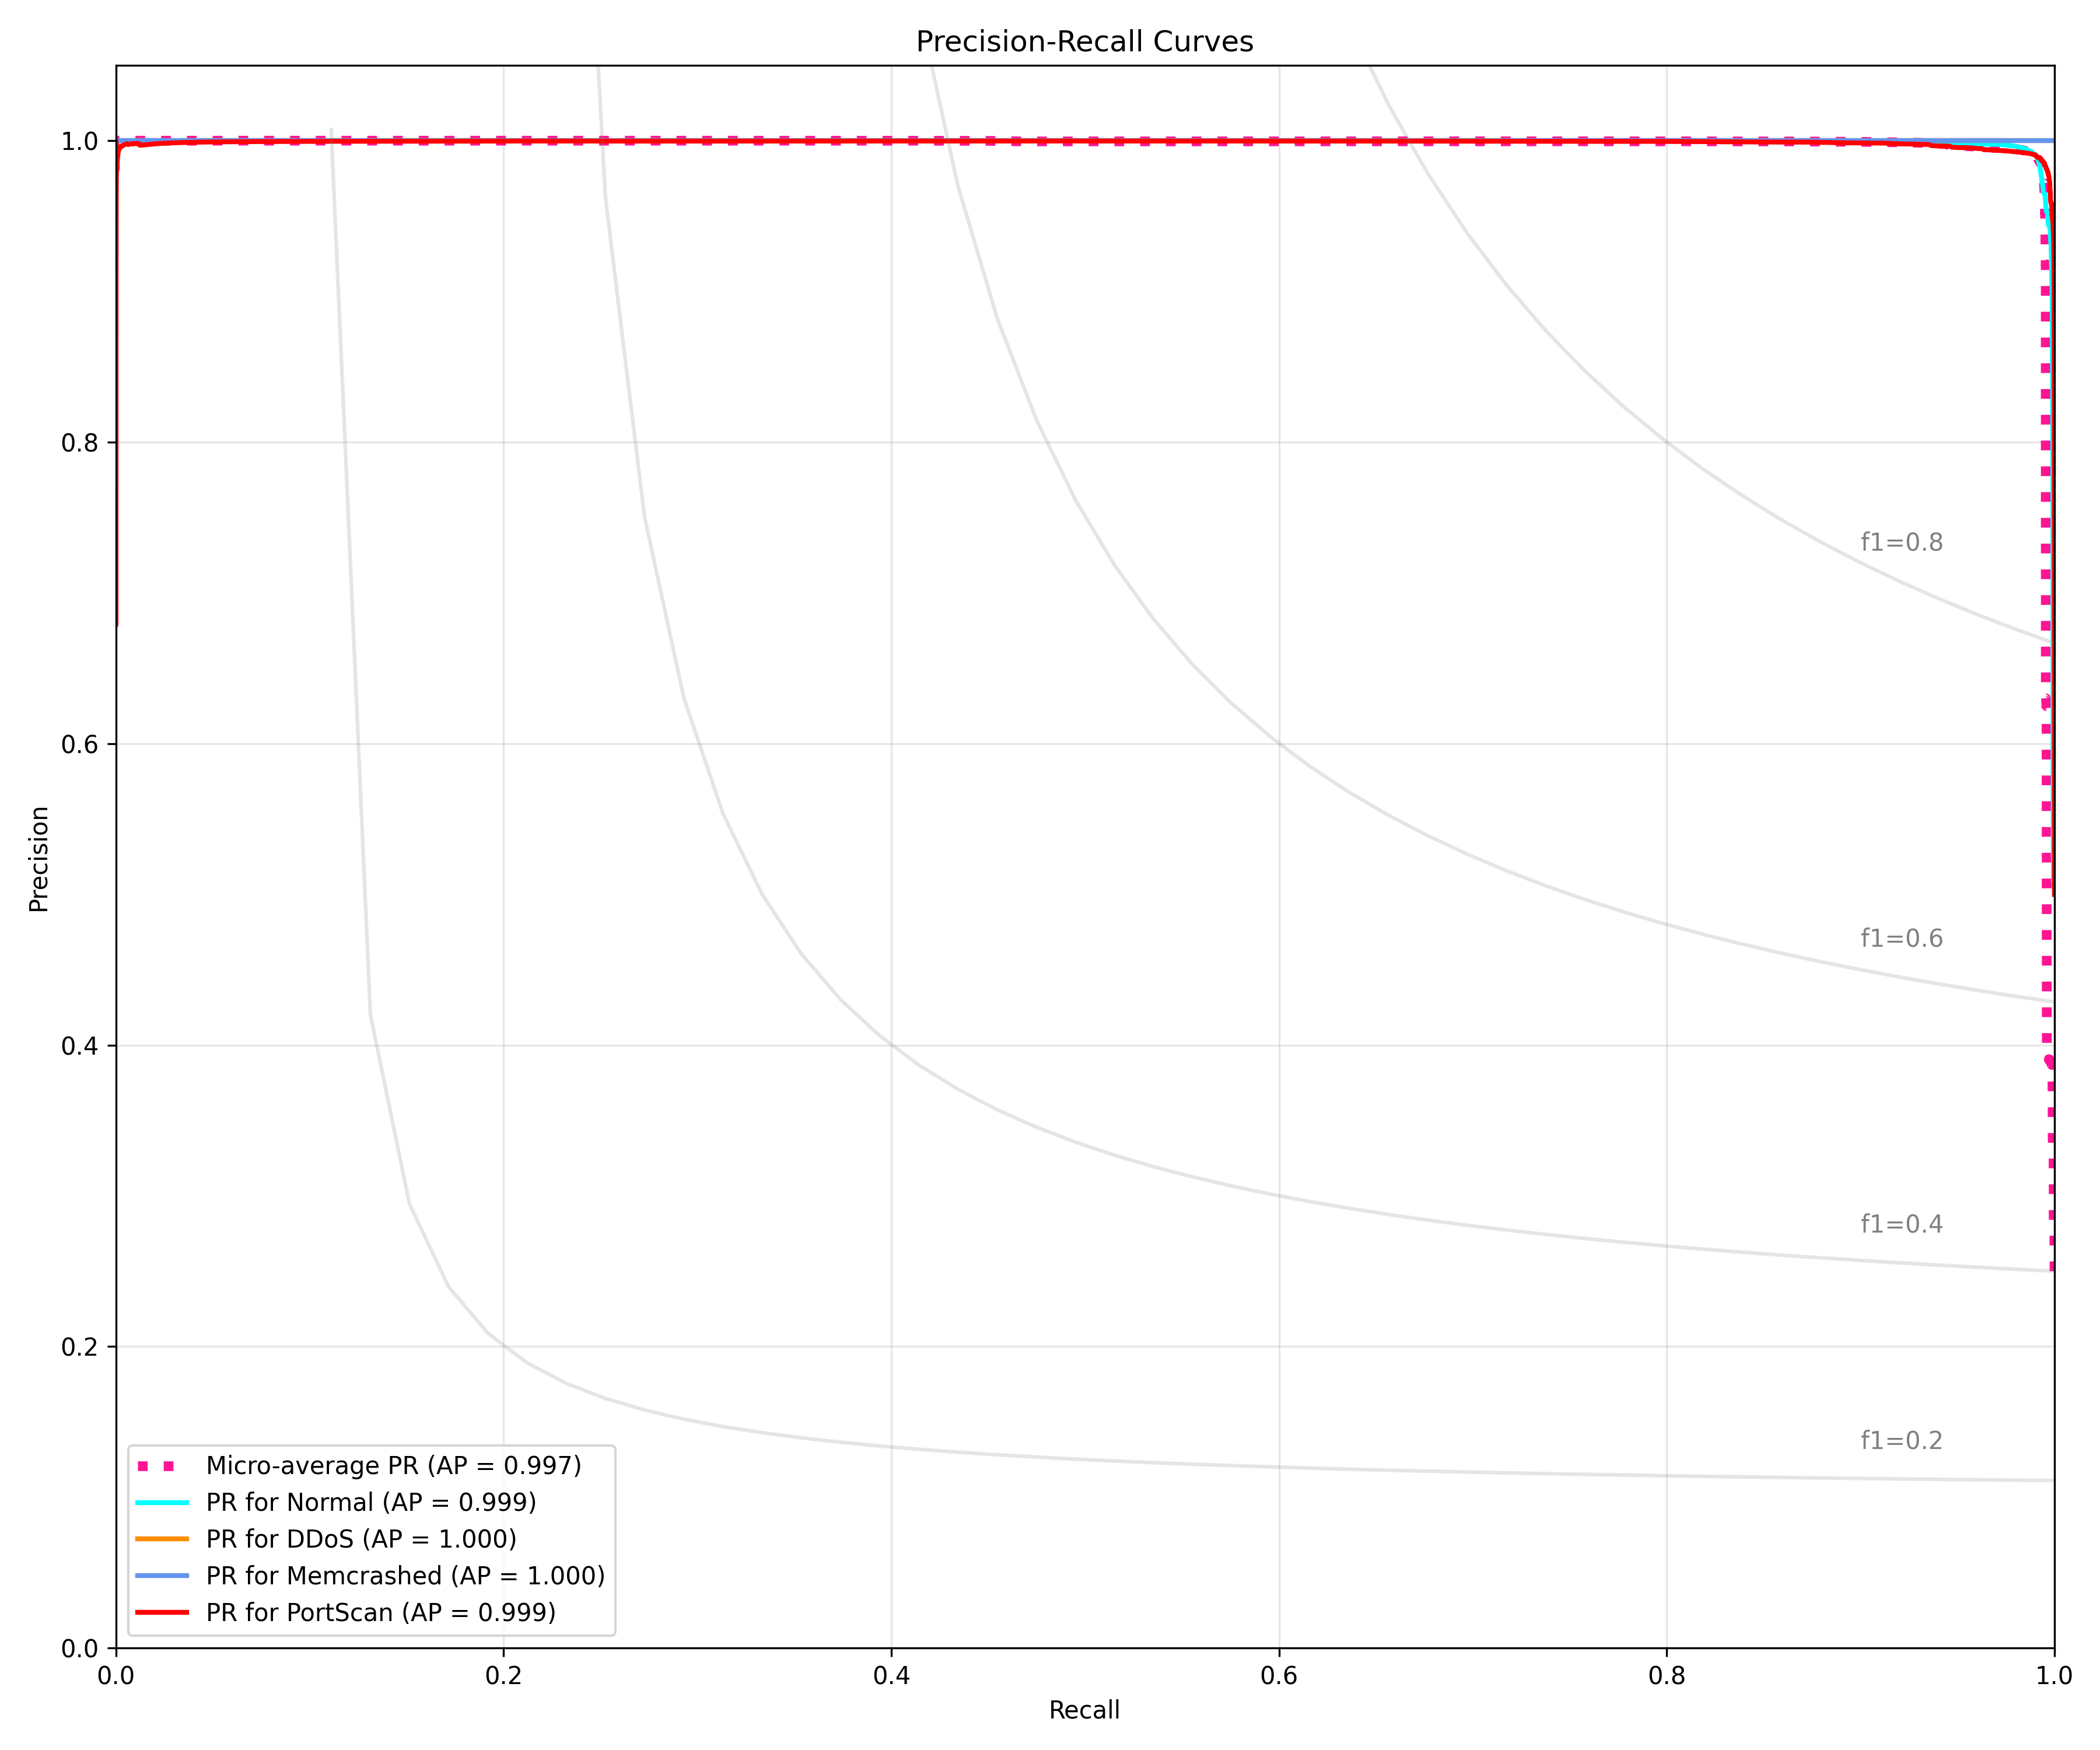 Precision-Recall Curves
Precision
1.0
0.8
0.6
0.4
0.2
0.0
f1=0.8
f1=0.6
f1=0.4
f1=0.2
Micro-average PR (AP = 0.997)
PR for Normal (AP = 0.999)
PR for DDoS (AP = 1.000)
PR for Memcrashed (AP = 1.000)
PR for PortScan (AP = 0.999)
0.0 0.2 0.4 0.6 0.8 1.0
Recall